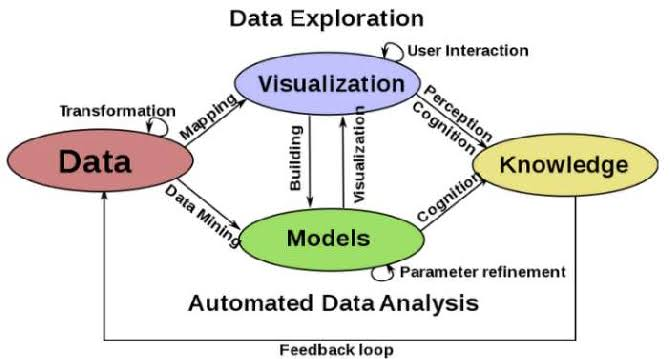 Data Exploration
User Interaction
Visualization
Transformation
Mapping
Perception
Cognition
Data
Building
Visualization
Knowledge
Data Mining
Cognition
Models
Parameter refinement
Automated Data Analysis
Feedback loop